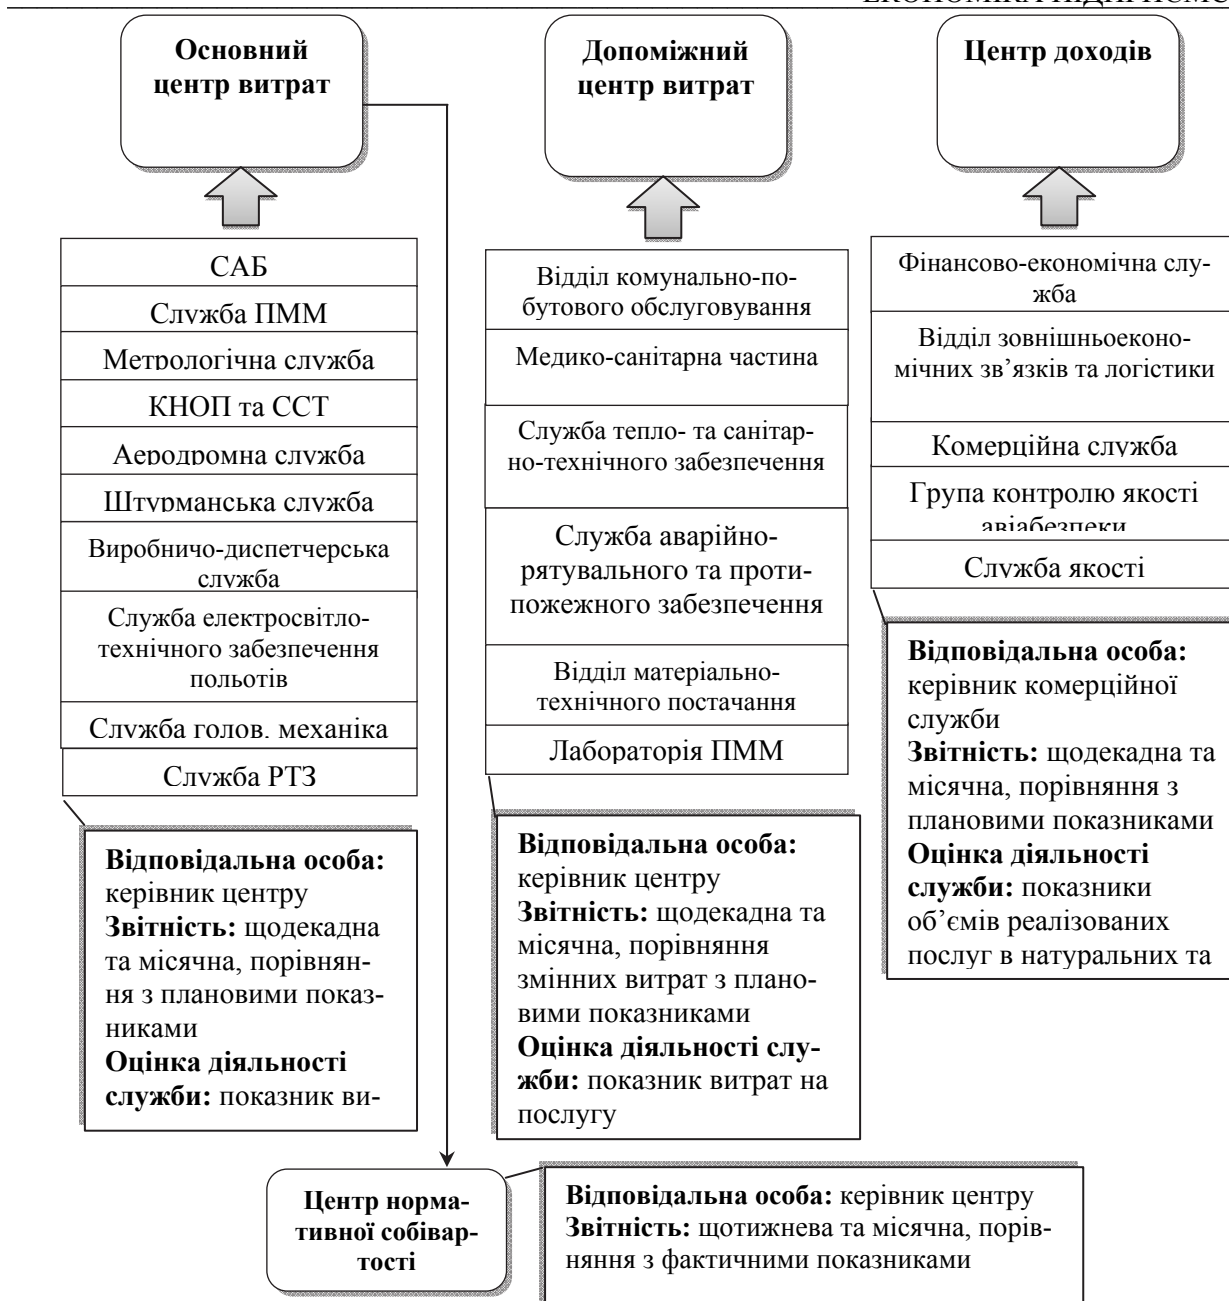 Основний
центр витрат
Допоміжний
центр витрат
Центр доходів
САБ
Служба ПММ
Метрологічна служба
КНОП та ССТ
Аеродромна служба
Штурманська служба
Виробничо-диспетчерська
служба
Служба електросвітло-
технічного забезпечення
польотів
Служба голов. механіка
Служба РТЗ
Відповідальна особа:
керівник центру
Звітність: щодекадна
та місячна, порівнян-
ня з плановими показ-
никами
Оцінка діяльності
служби: показник ви-
Відділ комунально-по-
бутового обслуговування
Медико-санітарна частина
Служба тепло- та санітар-
но-технічного забезпечення
Служба аварійно-
рятувального та проти-
пожежного забезпечення
Відділ матеріально-
технічного постачання
Лабораторія ПММ
Відповідальна особа:
керівник центру
Звітність: щодекадна та
місячна, порівняння
змінних витрат з плано-
вими показниками
Оцінка діяльності слу-
жби: показник витрат на
послугу
Фінансово-економічна слу-
жба
Відділ зовнішньоеконо-
мічних зв’язків та логістики
Комерційна служба
Група контролю якості
авіабезпеки
Служба якості
Відповідальна особа:
керівник комерційної
служби
Звітність: щодекадна та
місячна, порівняння з
плановими показниками
Оцінка діяльності
служби: показники
об’ємів реалізованих
послуг в натуральних та
Центр норма-
тивної собівар-
тості
Відповідальна особа: керівник центру
Звітність: щотижнева та місячна, порів-
няння з фактичними показниками